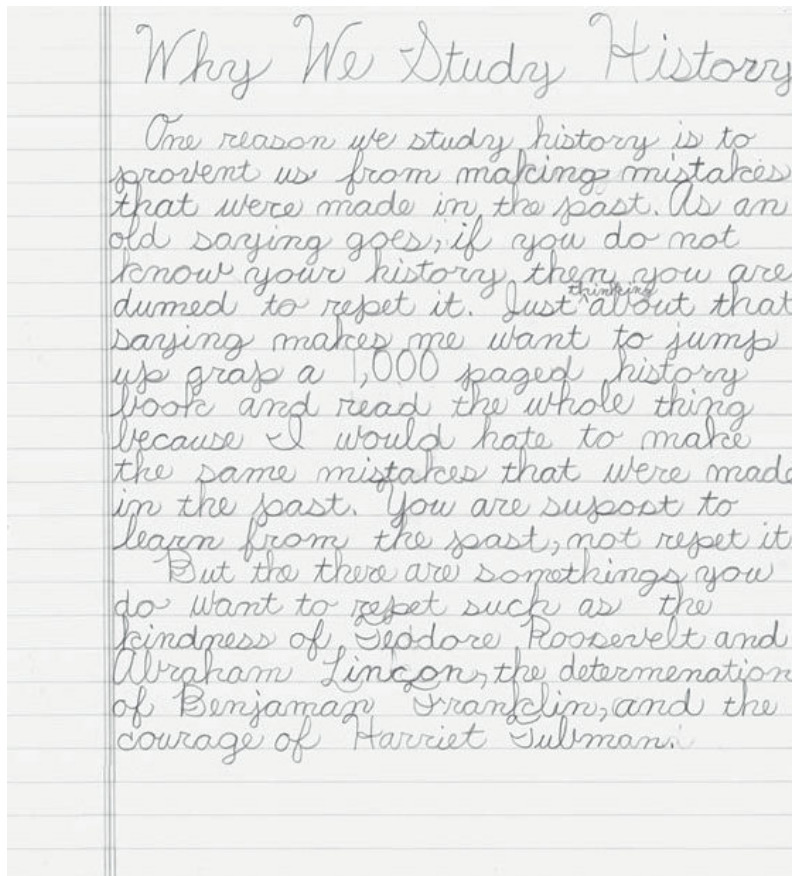 Why We Study History
One reason we study history is to
provent us from making mistakes
that were made in the past. As an
old saying goes, if you do not
know your history then you are
dumed to repet it. Just thinking about that
saying makes me want to jump
up grap a 1,000 paged history
book and read the whole thing
because I would hate to make
the same mistakes that were made
in the past. You are supost to
learn from the past, not repet it
But the there are somethings you
do want to repet such as the
kindness of Teodore Roosevelt and
Abraham Lincon, the determenation
of Benjaman Franklin, and the
courage of Harriet Tubman.